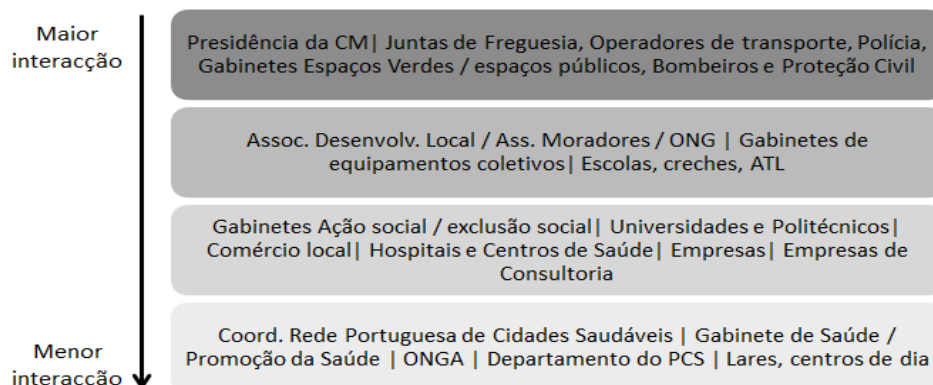 Maior
interacção
Presidência da CM| Juntas de Freguesia, Operadores de transporte, Polícia,
Gabinetes Espaços Verdes / espaços públicos, Bombeiros e Proteção Civil
Assoc. Desenvolv. Local / Ass. Moradores / ONG | Gabinetes de
equipamentos coletivos| Escolas, creches, ATL
Gabinetes Ação social / exclusão social| Universidades e Politécnicos|
Comércio local| Hospitais e Centros de Saúde| Empresas| Empresas de
Consultoria
Coord. Rede Portuguesa de Cidades Saudáveis | Gabinete de Saúde /
Promoção da Saúde | ONGA | Departamento do PCS | Lares, centros de dia
Menor
interacção